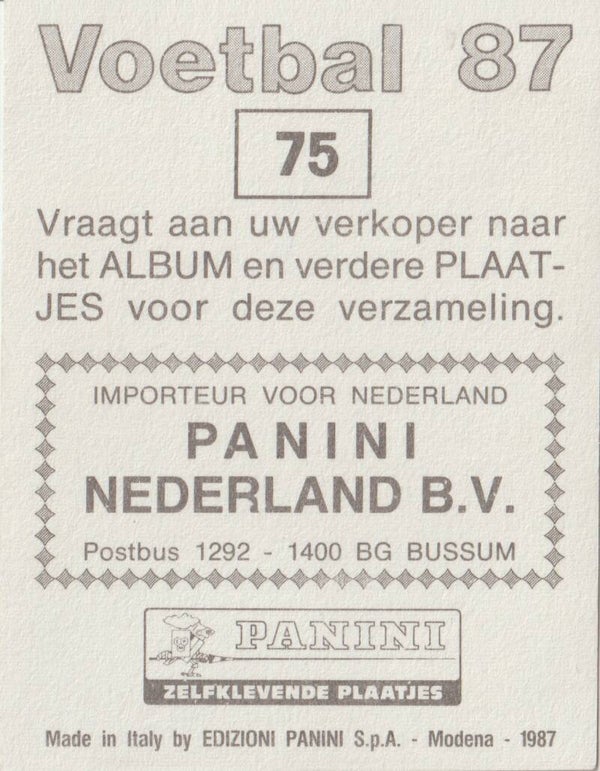 Voetbal 87
75
Vraagt aan uw verkoper naar
het ALBUM en verdere PLAAT-
JES voor deze verzameling.
IMPORTEUR VOOR NEDERLAND
PANINI
NEDERLAND B.V.
Postbus 1292 - 1400 BG BUSSUM
PANINI
ZELFKLEVENDE PLAATJES
Made in Italy by EDIZIONI PANINI S.p.A. - Modena - 1987